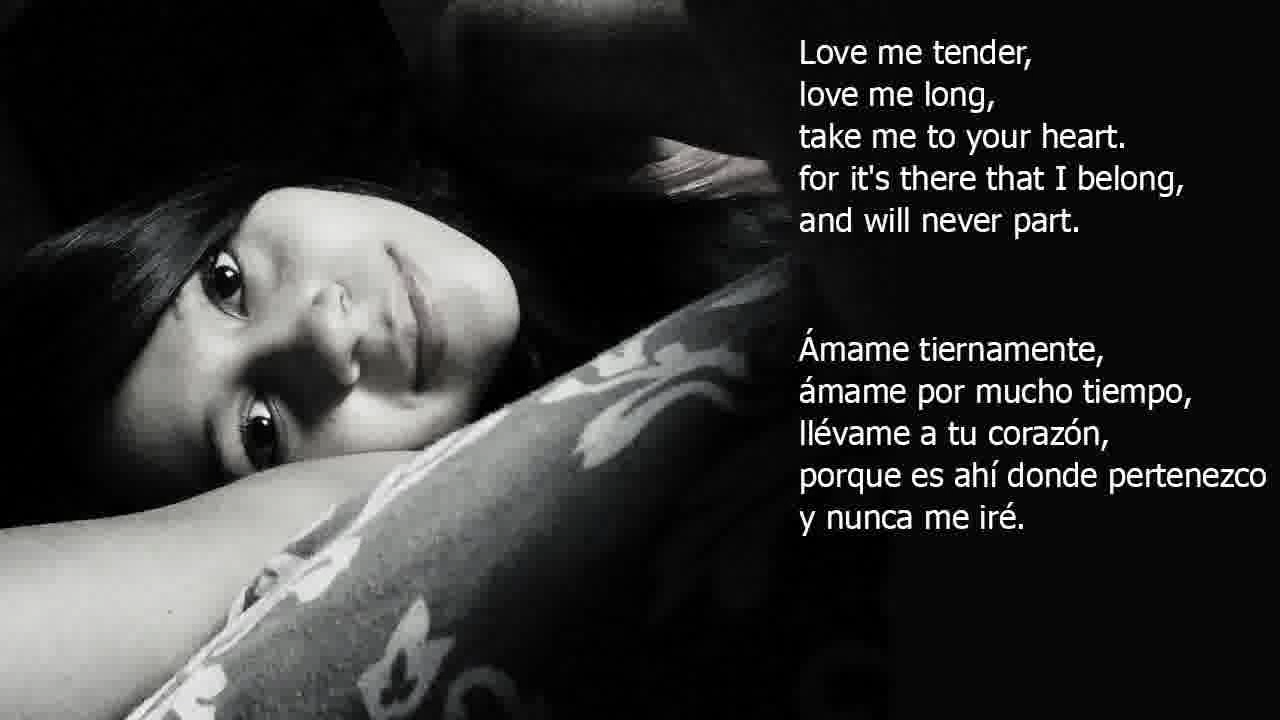 Love me tender,
love me long,
take me to your heart.
for it's there that I belong,
and will never part.
Ámame tiernamente,
ámame por mucho tiempo,
llévame a tu corazón,
porque es ahí donde pertenezco
y nunca me iré.